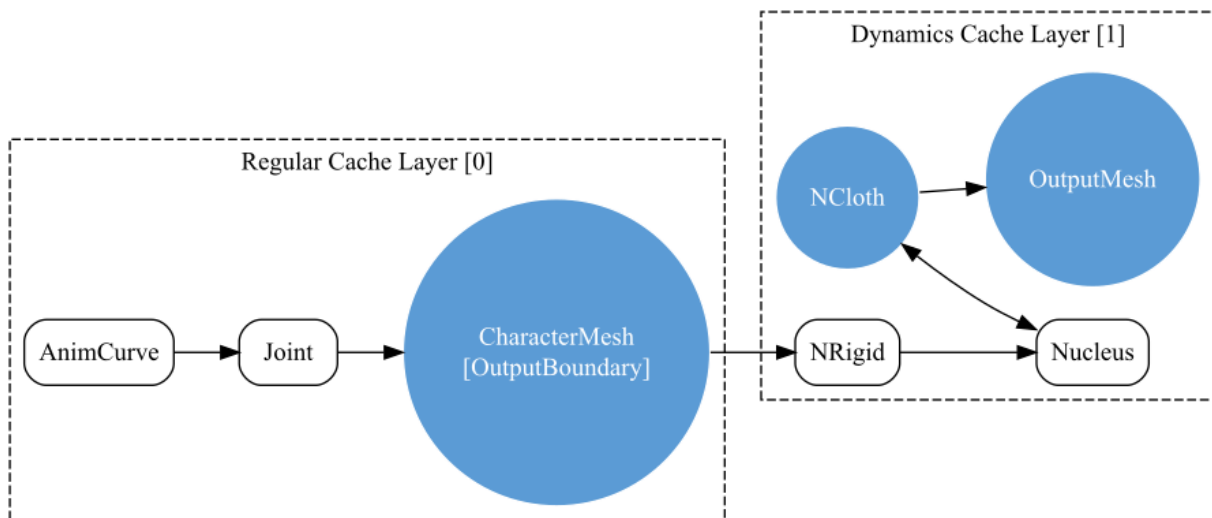 Dynamics Cache Layer [1]
Regular Cache Layer [0]
NCloth
OutputMesh
AnimCurve
Joint
CharacterMesh
[OutputBoundary]
NRigid
Nucleus